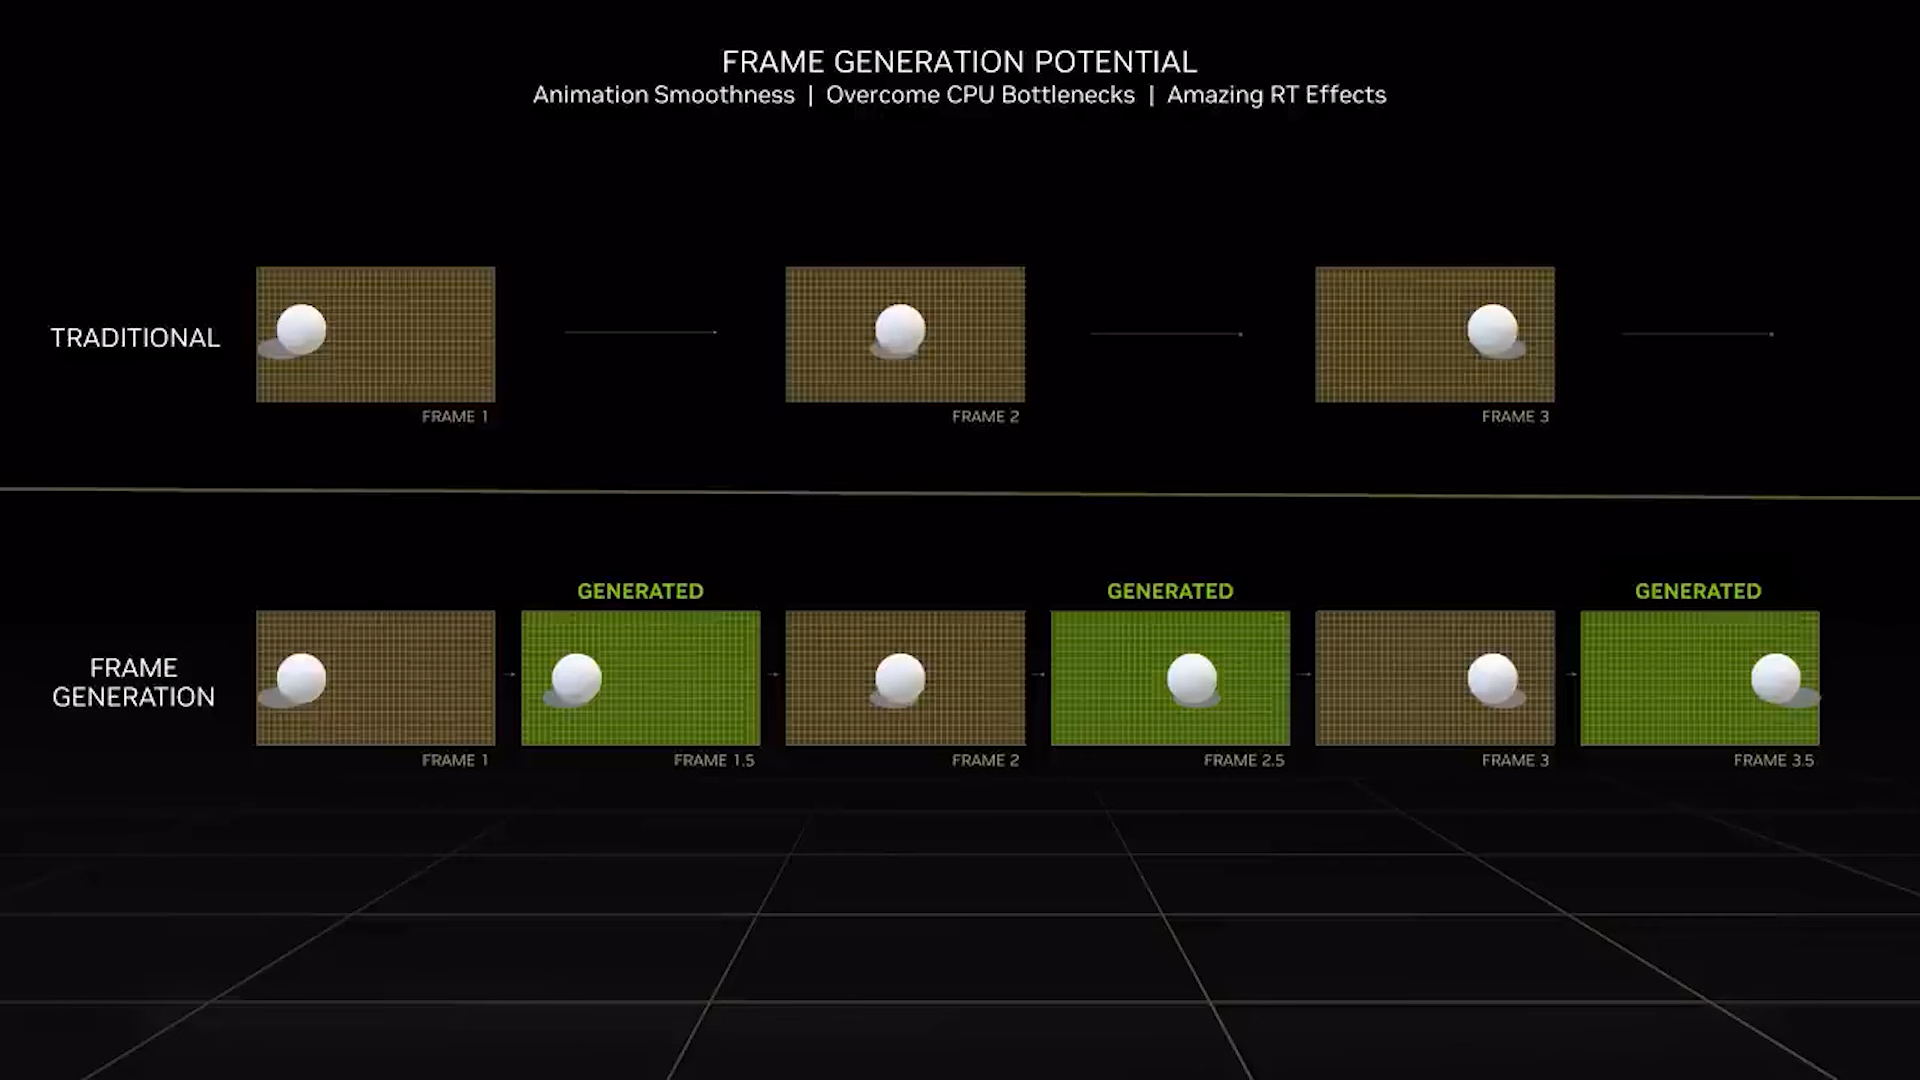 FRAME GENERATION POTENTIAL
Animation Smoothness | Overcome CPU Bottlenecks | Amazing RT Effects
TRADITIONAL
FRAME 1
FRAME 2
FRAME 3
GENERATED
GENERATED
GENERATED
FRAME
GENERATION
FRAME 1
FRAME 1.5
FRAME 2
FRAME 2.5
FRAME 3
FRAME 3.5